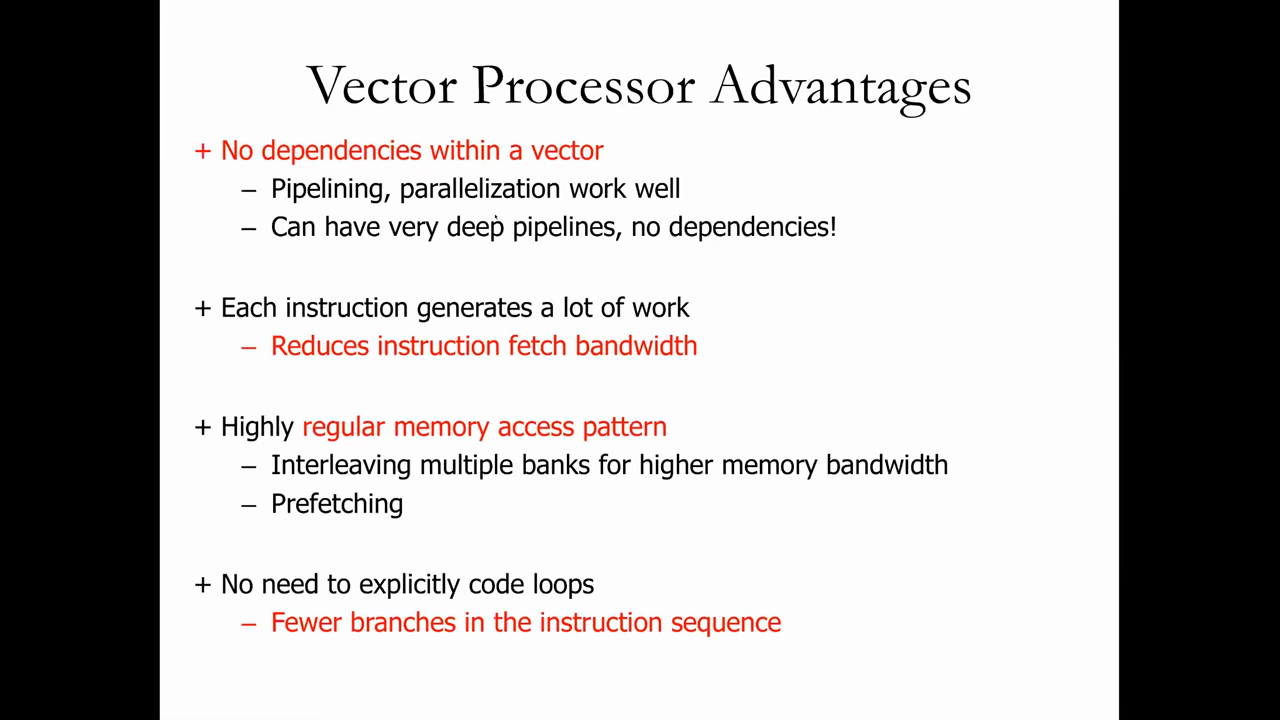 Vector Processor Advantages
+ No dependencies within a vector
– Pipelining, parallelization work well
– Can have very deep pipelines, no dependencies!
+ Each instruction generates a lot of work
– Reduces instruction fetch bandwidth
+ Highly regular memory access pattern
– Interleaving multiple banks for higher memory bandwidth
– Prefetching
+ No need to explicitly code loops
– Fewer branches in the instruction sequence